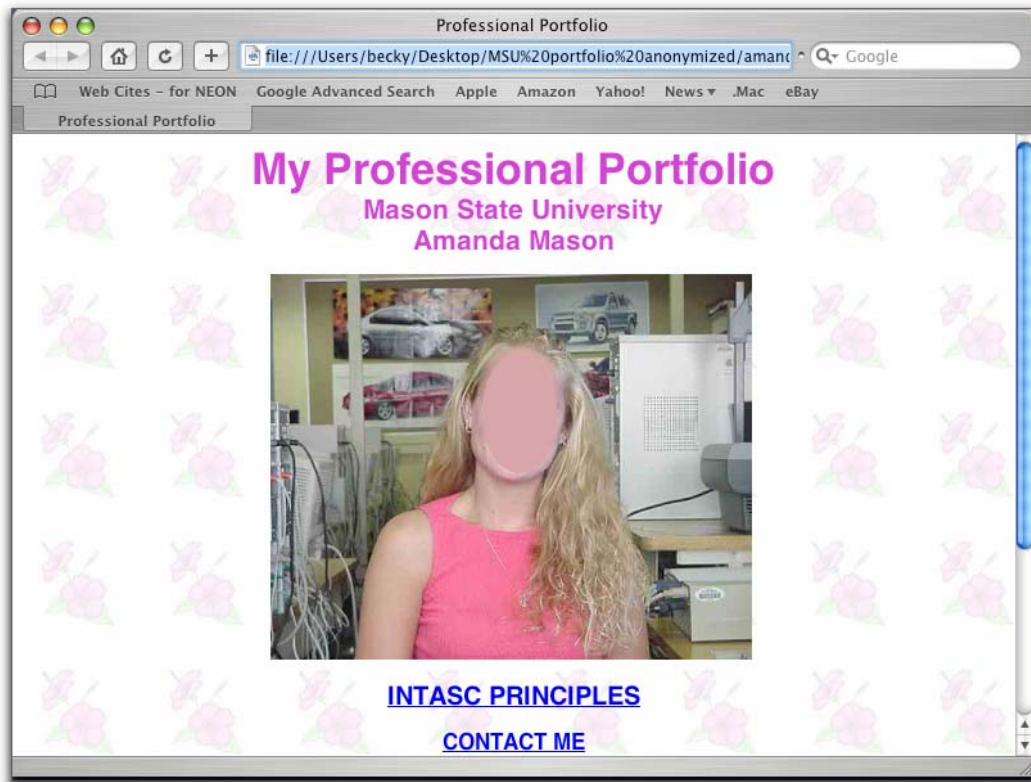 Professional Portfolio
file:///Users/becky/Desktop/MSU%20portfolio%20anonymized/amanc
Google
Web Cites - for NEON Google Advanced Search Apple Amazon Yahoo! News .Mac eBay
Professional Portfolio
My Professional Portfolio
Mason State University
Amanda Mason
INTASC PRINCIPLES
CONTACT ME